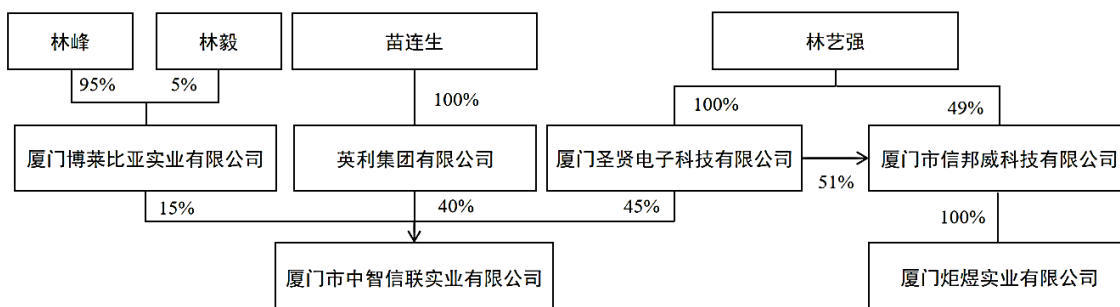 林峰
林毅
苗连生
林艺强
95%
5%
100%
100%
49%
厦门博莱比亚实业有限公司
英利集团有限公司
厦门圣贤电子科技有限公司
厦门市信邦威科技有限公司
51%
15%
40%
45%
100%
厦门市中智信联实业有限公司
厦门炬煜实业有限公司